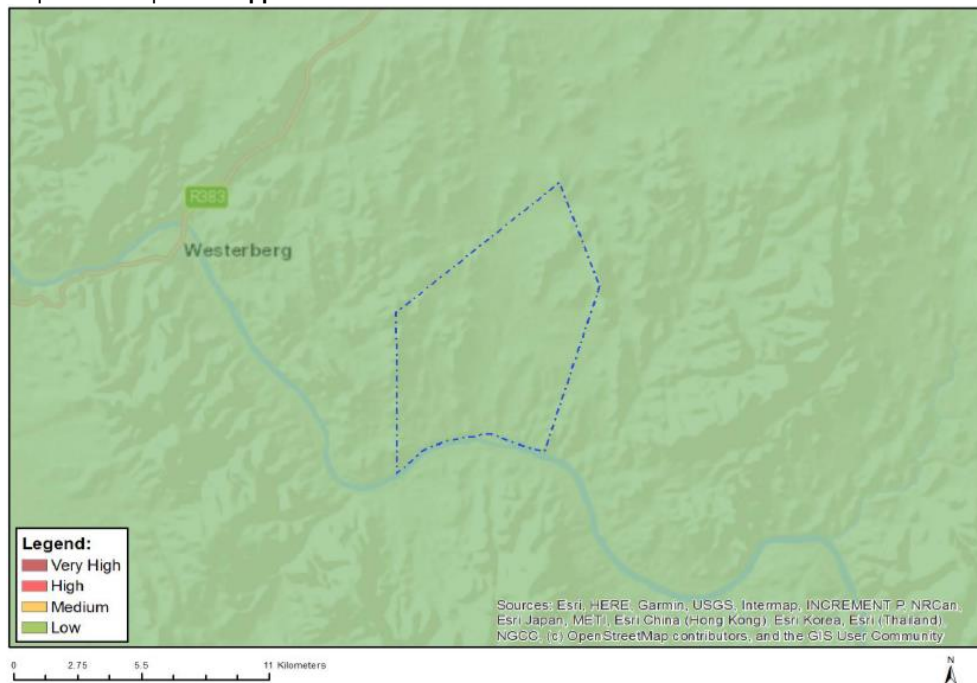 R383
Westerberg
Legend:
Very High
High
Medium
Low
Sources: Esri, HERE, Garmin, USGS, Intermap, INCREMENT P, NRCan,
Esri Japan, METI, Esri China (Hong Kong), Esri Korea, Esri (Thailand),
NGCC, (c) OpenStreetMap contributors, and the GIS User Community
0 2.75 5.5 11 Kilometers
N